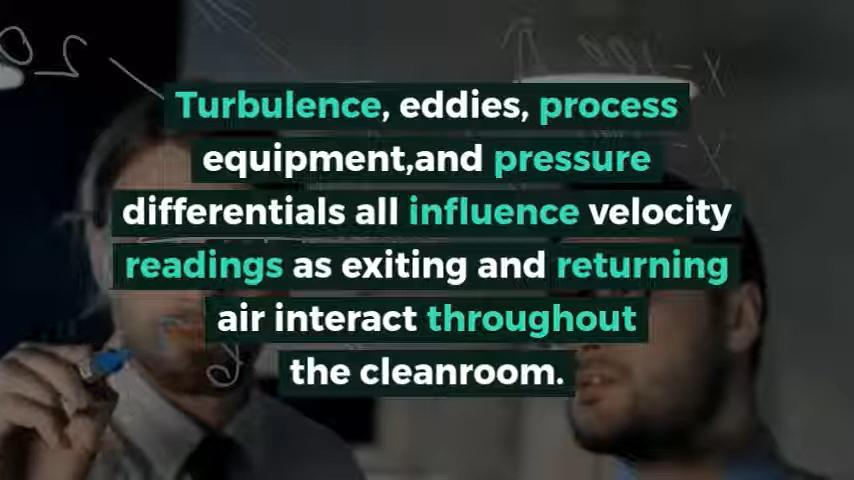 Turbulence, eddies, process
equipment,and pressure
differentials all influence velocity
readings as exiting and returning
air interact throughout
the cleanroom.